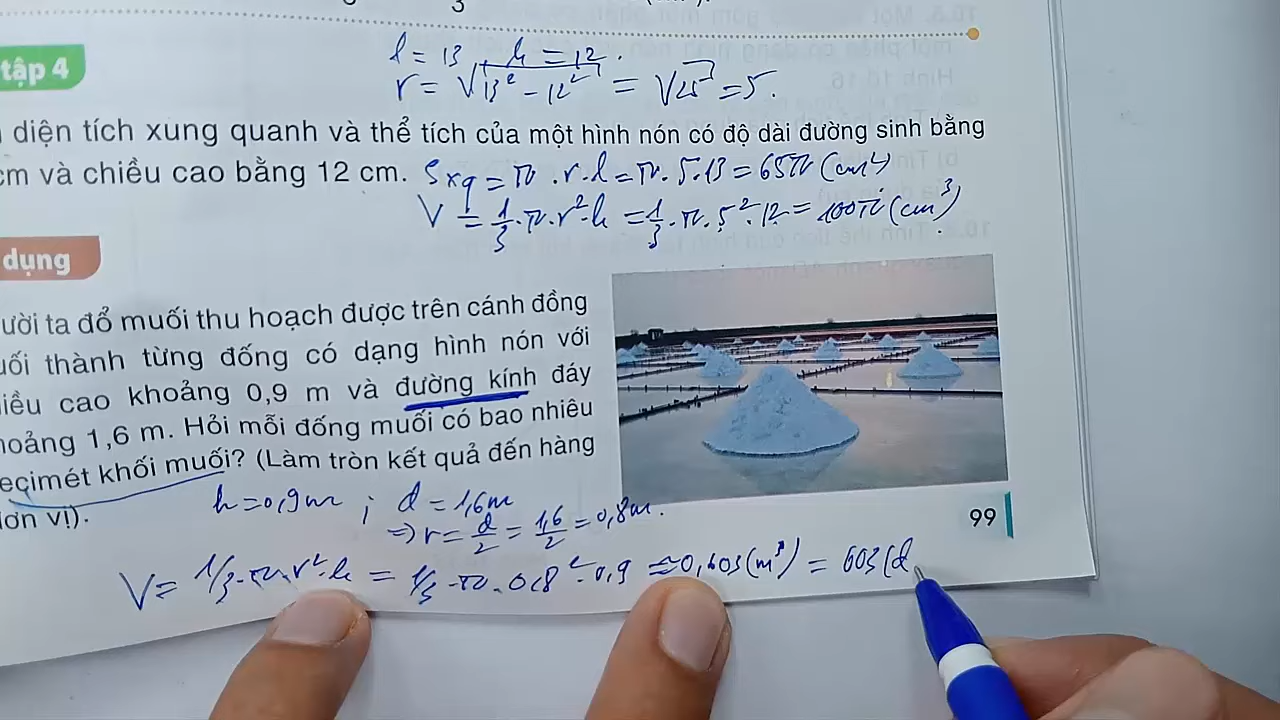 3
tập 4
l = 13, h = 12.
r = √13² - 12² = √25 = 5.
diện tích xung quanh và thể tích của một hình nón có độ dài đường sinh bằng
cm và chiều cao bằng 12 cm. Sxq = π . r . l = π . 5 . 13 = 65π (cm²)
V = 1/3 . π . r² . h = 1/3 . π . 5² . 12 = 100π (cm³)
dụng
ười ta đổ muối thu hoạch được trên cánh đồng
uối thành từng đống có dạng hình nón với
iều cao khoảng 0,9 m và đường kính đáy
hoảng 1,6 m. Hỏi mỗi đống muối có bao nhiêu
ecimét khối muối? (Làm tròn kết quả đến hàng
ơn vị).
h = 0,9m ; d = 1,6m
⇒ r = d/2 = 1,6/2 = 0,8m.
99
V = 1/3 . π . r² . h = 1/3 . π . 0,8² . 0,9 ≈ 0,603 (m³) = 603 (d